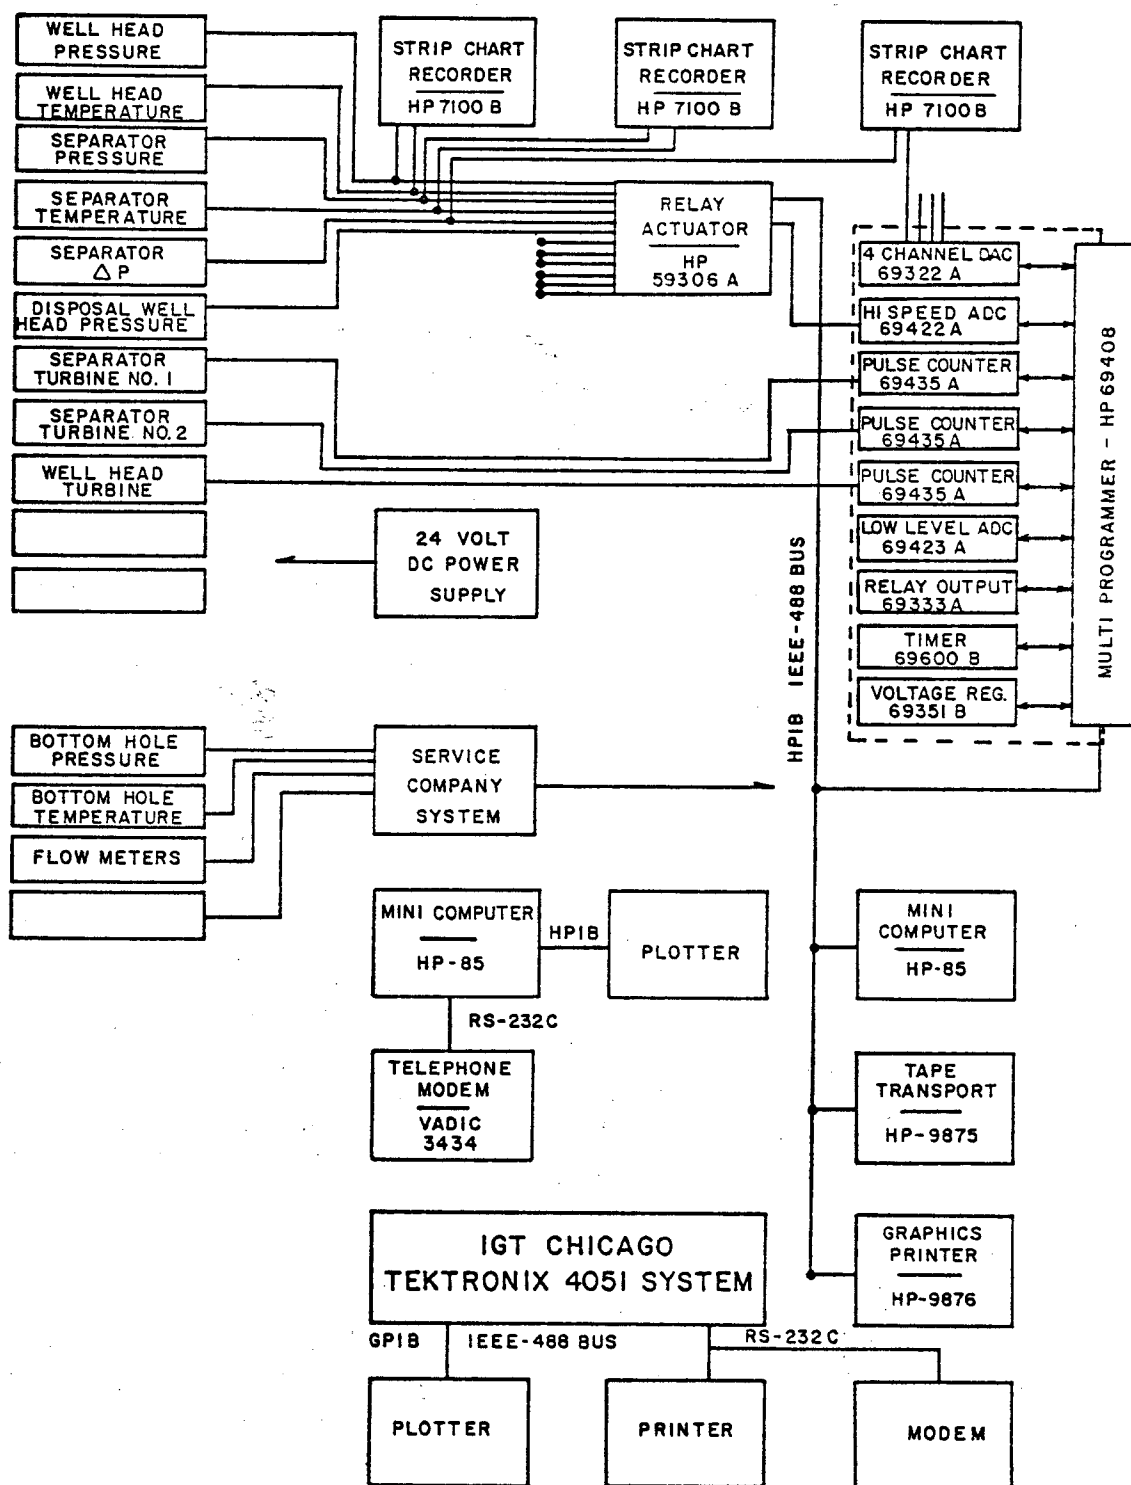 WELL HEAD
PRESSURE
WELL HEAD
TEMPERATURE
SEPARATOR
PRESSURE
SEPARATOR
TEMPERATURE
SEPARATOR
△ P
DISPOSAL WELL
HEAD PRESSURE
SEPARATOR
TURBINE NO. 1
SEPARATOR
TURBINE NO. 2
WELL HEAD
TURBINE
STRIP CHART
RECORDER
HP 7100 B
STRIP CHART
RECORDER
HP 7100 B
STRIP CHART
RECORDER
HP 7100 B
RELAY
ACTUATOR
HP
59306 A
4 CHANNEL DAC
69322 A
HI SPEED ADC
69422 A
PULSE COUNTER
69435 A
PULSE COUNTER
69435 A
PULSE COUNTER
69435 A
LOW LEVEL ADC
69423 A
RELAY OUTPUT
69333 A
TIMER
69600 B
VOLTAGE REG.
69351 B
MULTI PROGRAMMER - HP69408
24 VOLT
DC POWER
SUPPLY
HPIB IEEE-488 BUS
BOTTOM HOLE
PRESSURE
BOTTOM HOLE
TEMPERATURE
FLOW METERS
SERVICE
COMPANY
SYSTEM
MINI COMPUTER
HP-85
HPIB
PLOTTER
RS-232C
TELEPHONE
MODEM
VADIC
3434
MINI
COMPUTER
HP-85
TAPE
TRANSPORT
HP-9875
GRAPHICS
PRINTER
HP-9876
IGT CHICAGO
TEKTRONIX 4051 SYSTEM
GPIB IEEE-488 BUS
RS-232C
PLOTTER
PRINTER
MODEM